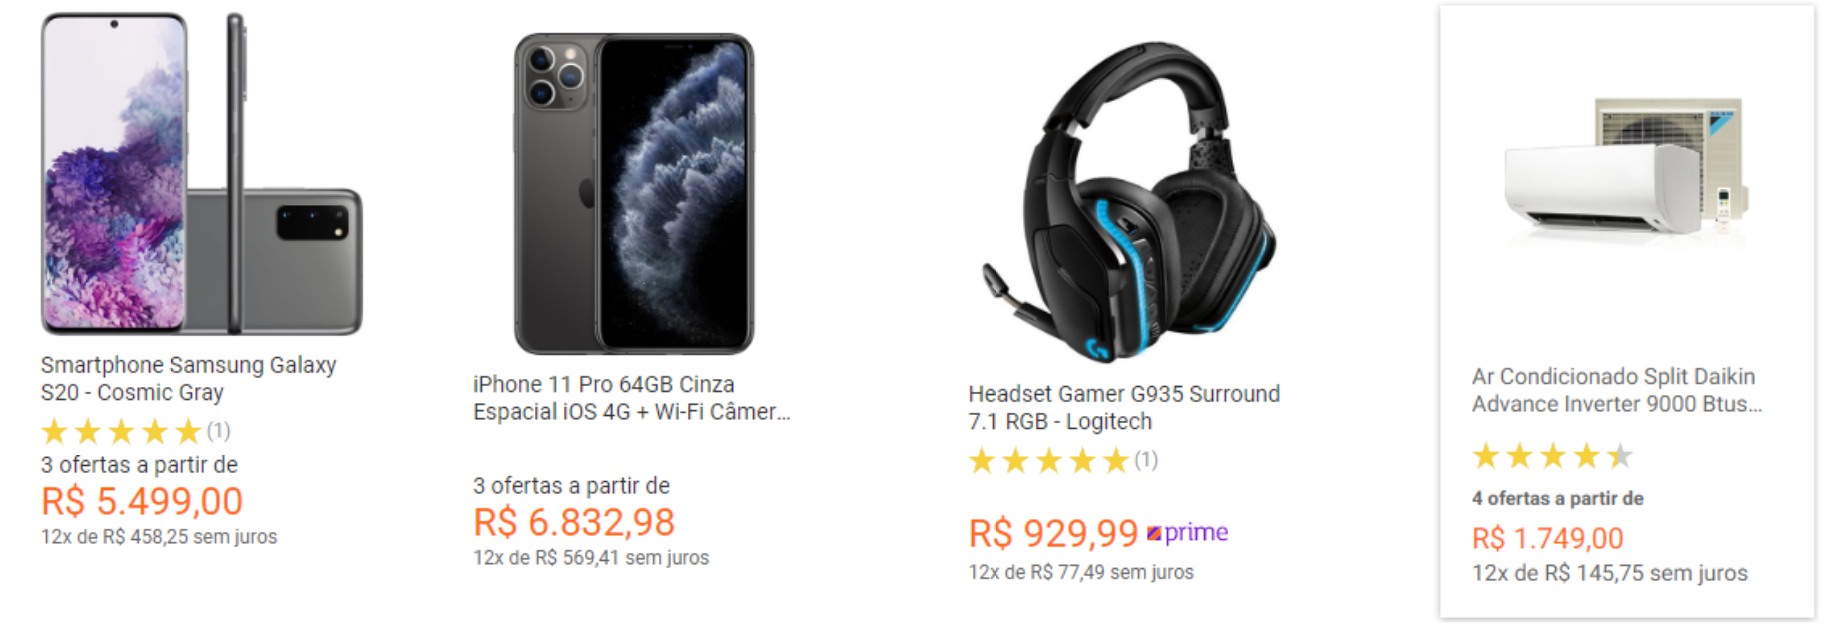 Smartphone Samsung Galaxy
S20 - Cosmic Gray
(1)
3 ofertas a partir de
R$ 5.499,00
12x de R$ 458,25 sem juros
iPhone 11 Pro 64GB Cinza
Espacial iOS 4G + Wi-Fi Câmer...
3 ofertas a partir de
R$ 6.832,98
12x de R$ 569,41 sem juros
Headset Gamer G935 Surround
7.1 RGB - Logitech
(1)
R$ 929,99 prime
12x de R$ 77,49 sem juros
Ar Condicionado Split Daikin
Advance Inverter 9000 Btus...
4 ofertas a partir de
R$ 1.749,00
12x de R$ 145,75 sem juros